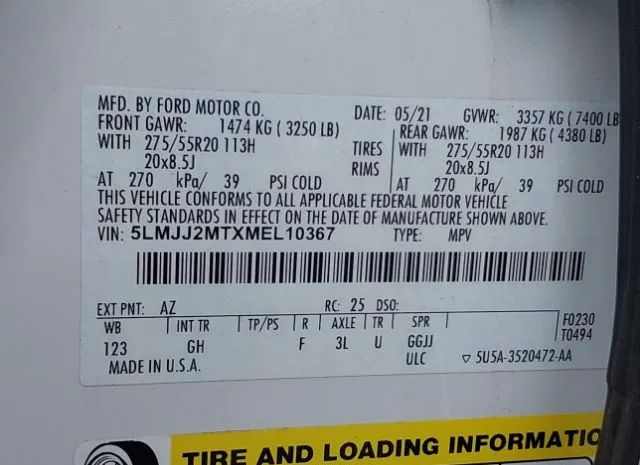 MFD. BY FORD MOTOR CO.
DATE: 05/21 GVWR: 3357 KG ( 7400 LB
FRONT GAWR: 1474 KG ( 3250 LB)
REAR GAWR: 1987 KG ( 4380 LB)
WITH 275/55R20 113H TIRES WITH 275/55R20 113H
20x8.5J RIMS 20x8.5J
AT 270 kPa/ 39 PSI COLD AT 270 kPa/ 39 PSI COLD
THIS VEHICLE CONFORMS TO ALL APPLICABLE FEDERAL MOTOR VEHICLE
SAFETY STANDARDS IN EFFECT ON THE DATE OF MANUFACTURE SHOWN ABOVE.
VIN: 5LMJJ2MTXMEL10367 TYPE: MPV
EXT PNT: AZ RC: 25 DSO:
WB INT TR TP/PS R AXLE TR SPR F0230
123 GH F 3L U GGJJ T0494
MADE IN U.S.A. ULC ▽ 5U5A-3520472-AA
TIRE AND LOADING INFORMATIO